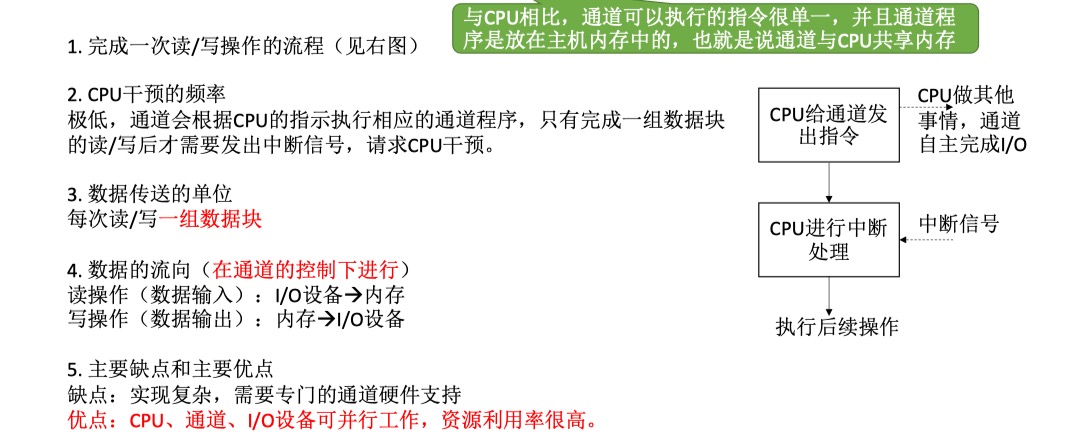 与CPU相比，通道可以执行的指令很单一，并且通道程
序是放在主机内存中的，也就是说通道与CPU共享内存
1. 完成一次读/写操作的流程（见右图）
2. CPU干预的频率
极低，通道会根据CPU的指示执行相应的通道程序，只有完成一组数据块
的读/写后才需要发出中断信号，请求CPU干预。
3. 数据传送的单位
每次读/写一组数据块
4. 数据的流向（在通道的控制下进行）
读操作（数据输入）：I/O设备→内存
写操作（数据输出）：内存→I/O设备
5. 主要缺点和主要优点
缺点：实现复杂，需要专门的通道硬件支持
优点：CPU、通道、I/O设备可并行工作，资源利用率很高。
CPU给通道发
出指令
CPU做其他
事情，通道
自主完成I/O
CPU进行中断
处理
中断信号
执行后续操作